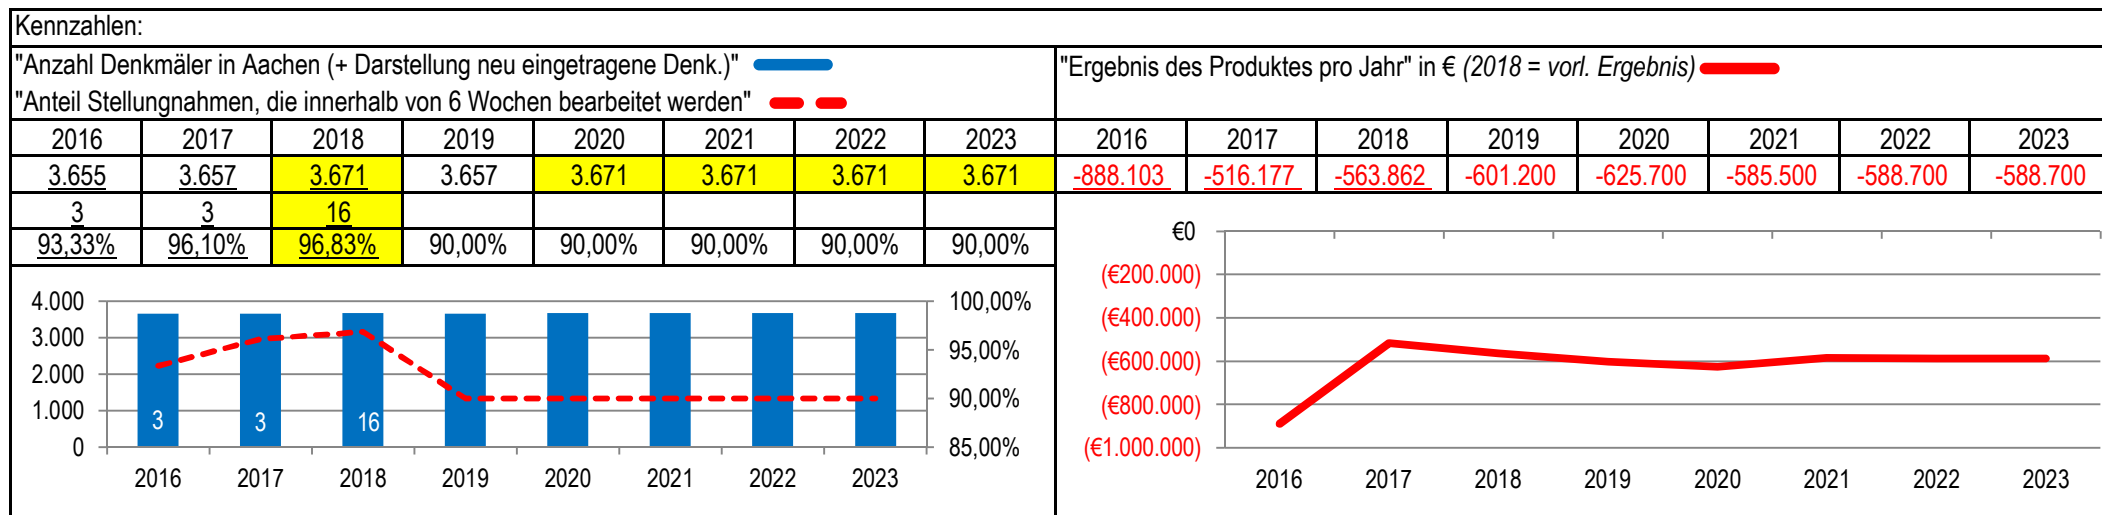 Kennzahlen:
"Anzahl Denkmäler in Aachen (+ Darstellung neu eingetragene Denk.)"
"Anteil Stellungnahmen, die innerhalb von 6 Wochen bearbeitet werden"
2016 2017 2018 2019 2020 2021 2022 2023
3.655 3.657 3.671 3.657 3.671 3.671 3.671 3.671
3 3 16
93,33% 96,10% 96,83% 90,00% 90,00% 90,00% 90,00% 90,00%
4.000 100,00%
3.000
95,00%
2.000
90,00%
1.000
3 3 16
0 85,00%
2016 2017 2018 2019 2020 2021 2022 2023
"Ergebnis des Produktes pro Jahr" in € (2018 = vorl. Ergebnis)
2016 2017 2018 2019 2020 2021 2022 2023
-888.103 -516.177 -563.862 -601.200 -625.700 -585.500 -588.700 -588.700
€0
(€200.000)
(€400.000)
(€600.000)
(€800.000)
(€1.000.000)
2016 2017 2018 2019 2020 2021 2022 2023